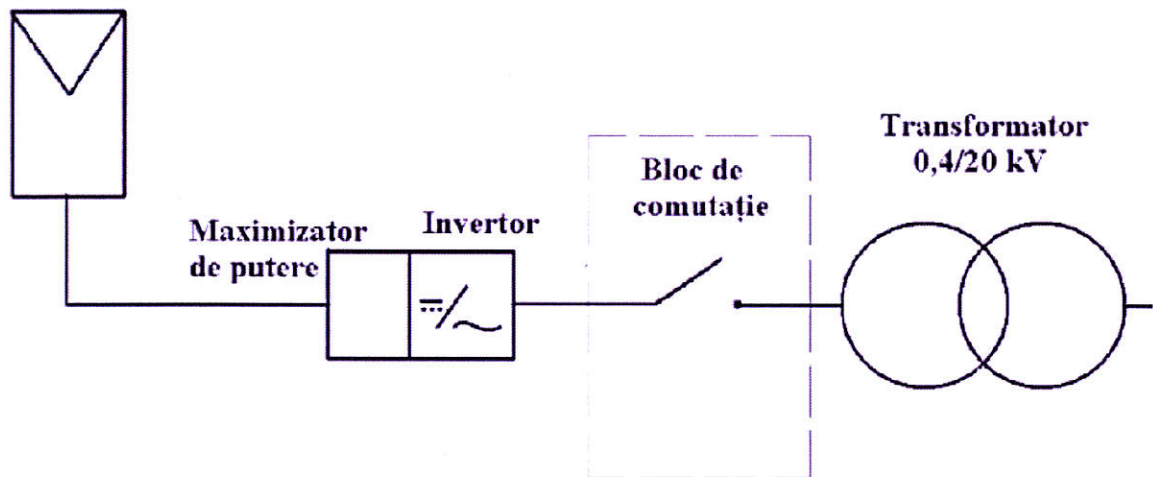 Transformator
0,4/20 kV
Bloc de
comutație
Invertor
Maximizator
de putere